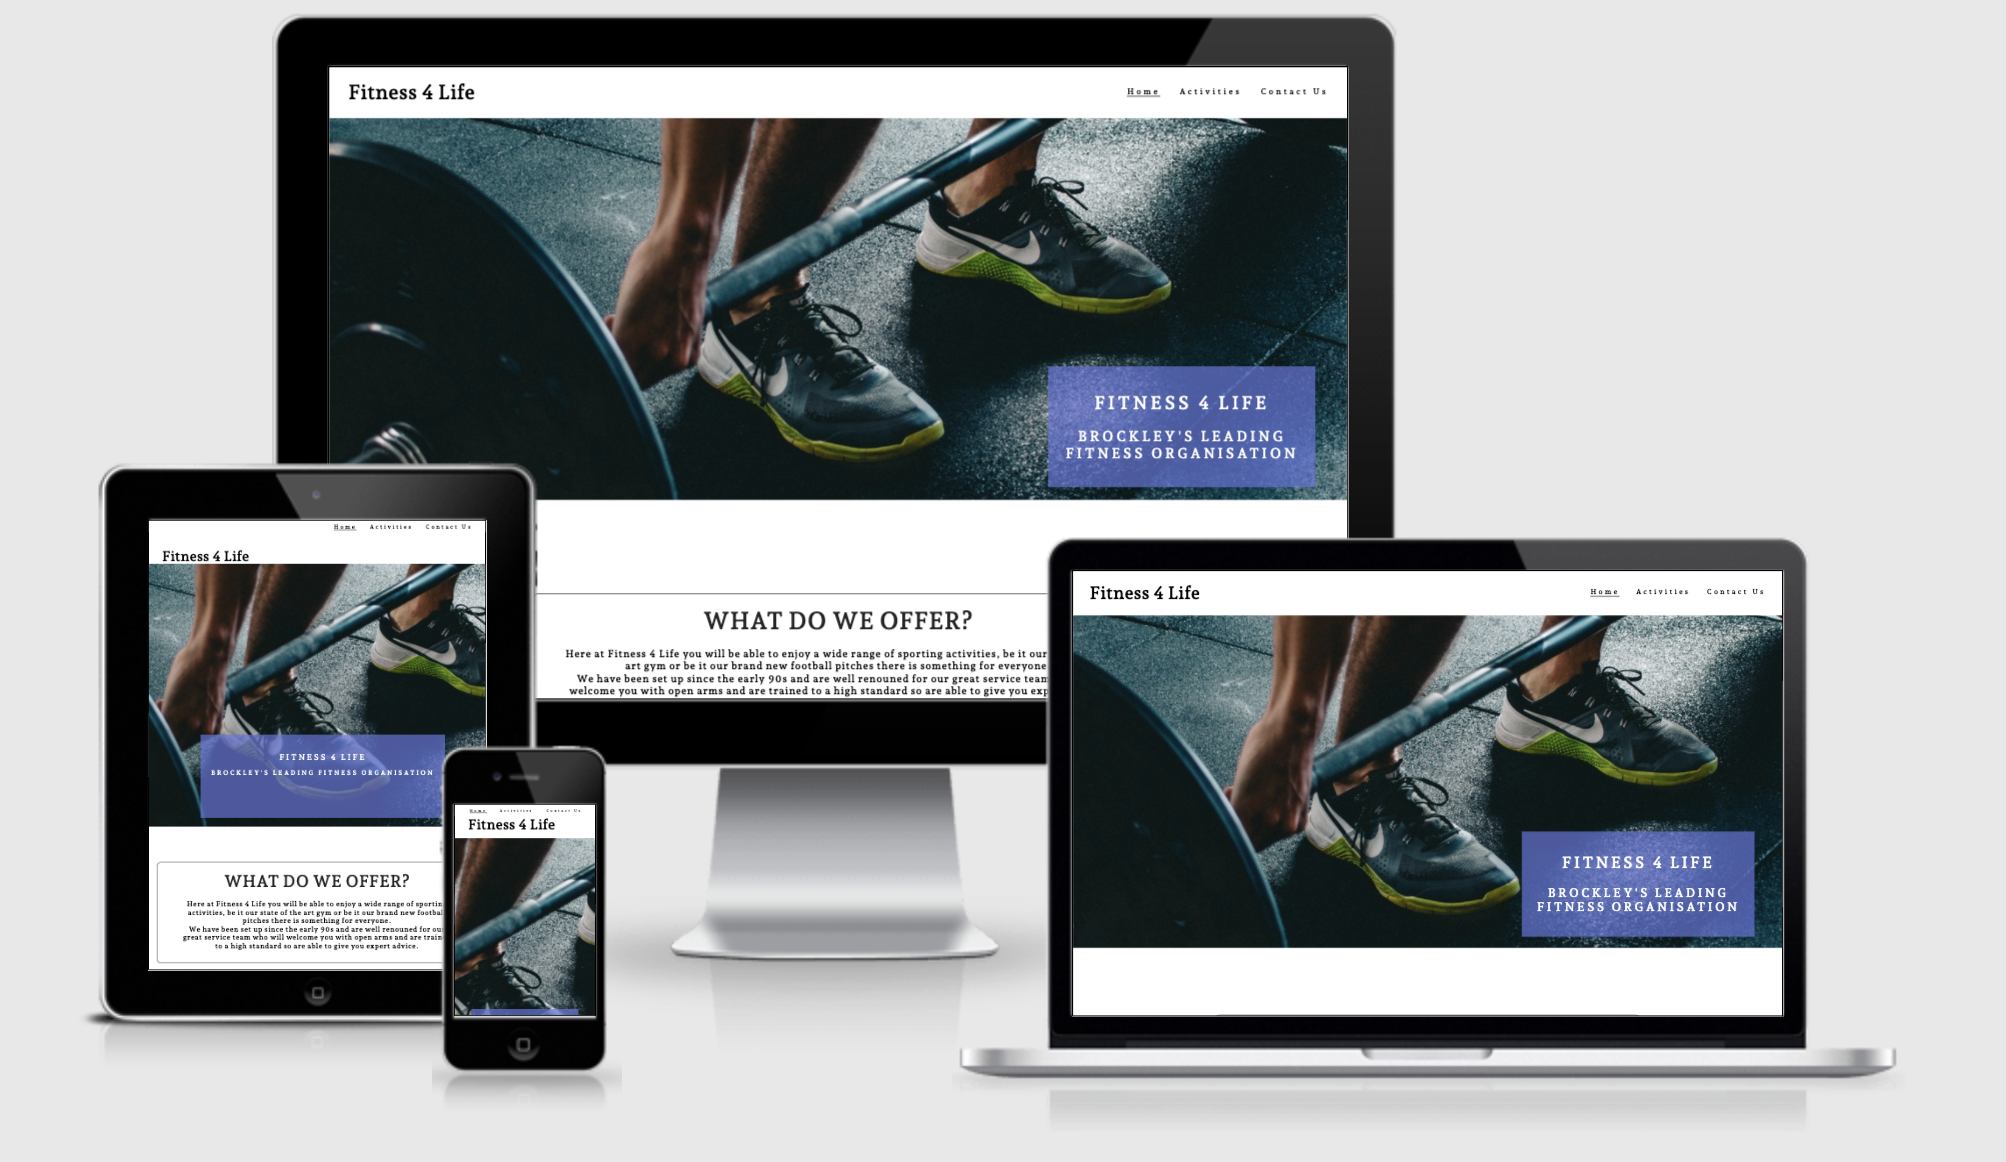 Fitness 4 Life
Home Activities Contact Us
FITNESS 4 LIFE
BROCKLEY'S LEADING
FITNESS ORGANISATION
WHAT DO WE OFFER?
Here at Fitness 4 Life you will be able to enjoy a wide range of sporting activities, be it our
art gym or be it our brand new football pitches there is something for everyone
We have been set up since the early 90s and are well renouned for our great service team
welcome you with open arms and are trained to a high standard so are able to give you exp
Home Activities Contact Us
Fitness 4 Life
FITNESS 4 LIFE
BROCKLEY'S LEADING FITNESS ORGANISATION
WHAT DO WE OFFER?
Here at Fitness 4 Life you will be able to enjoy a wide range of sportin
activities, be it our state of the art gym or be it our brand new footbal
pitches there is something for everyone.
We have been set up since the early 90s and are well renouned for ou
great service team who will welcome you with open arms and are train
to a high standard so are able to give you expert advice.
Home Activities Contact Us
Fitness 4 Life
Fitness 4 Life
Home Activities Contact Us
FITNESS 4 LIFE
BROCKLEY'S LEADING
FITNESS ORGANISATION